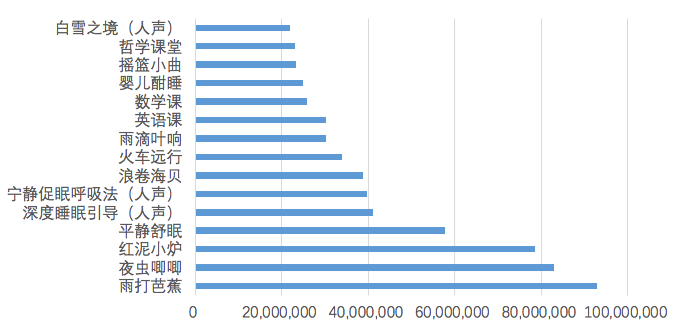 白雪之境（人声）
哲学课堂
摇篮小曲
婴儿酣睡
数学课
英语课
雨滴叶响
火车远行
浪卷海贝
宁静促眠呼吸法（人声）
深度睡眠引导（人声）
平静舒眠
红泥小炉
夜虫唧唧
雨打芭蕉
0 20,000,000 40,000,000 60,000,000 80,000,000 100,000,000